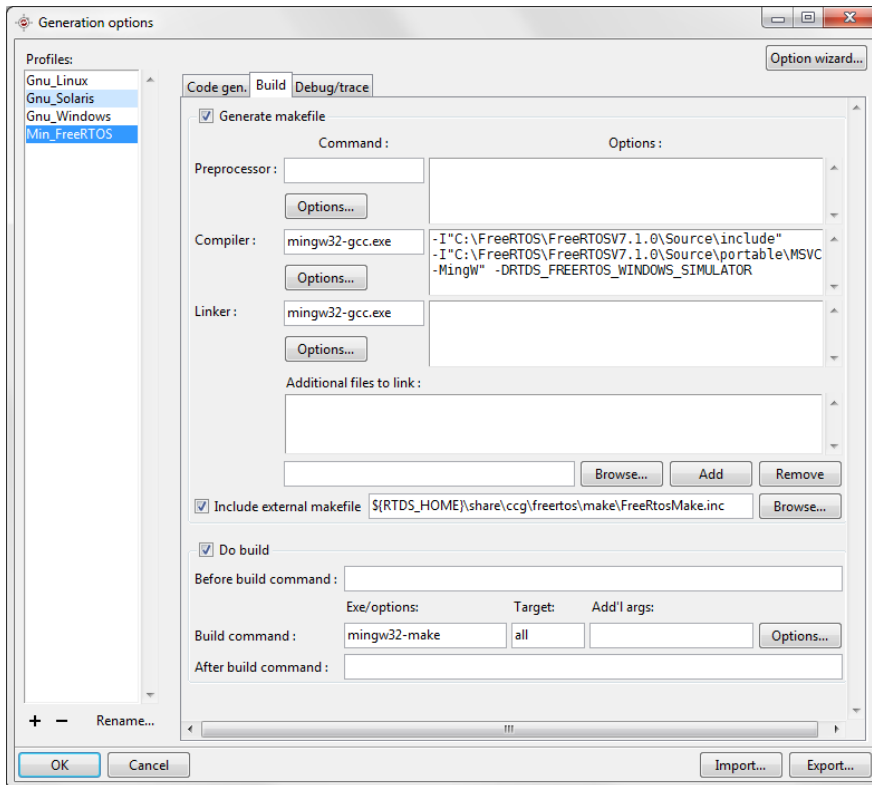 Generation options
Profiles:
Option wizard...
Gnu_Linux
Gnu_Solaris
Gnu_Windows
Min_FreeRTOS
Code gen. Build Debug/trace
Generate makefile
Command : Options :
Preprocessor :
Options...
Compiler : mingw32-gcc.exe
-I"C:\FreeRTOS\FreeRTOSV7.1.0\Source\include"
-I"C:\FreeRTOS\FreeRTOSV7.1.0\Source\portable\MSVC
-MingW" -DRTDS_FREERTOS_WINDOWS_SIMULATOR
Options...
Linker : mingw32-gcc.exe
Options...
Additional files to link :
Browse... Add Remove
Include external makefile ${RTDS_HOME}\share\ccg\freertos\make\FreeRtosMake.inc Browse...
Do build
Before build command :
Exe/options: Target: Add'l args:
Build command : mingw32-make all Options...
After build command :
+ − Rename...
OK Cancel Import... Export...